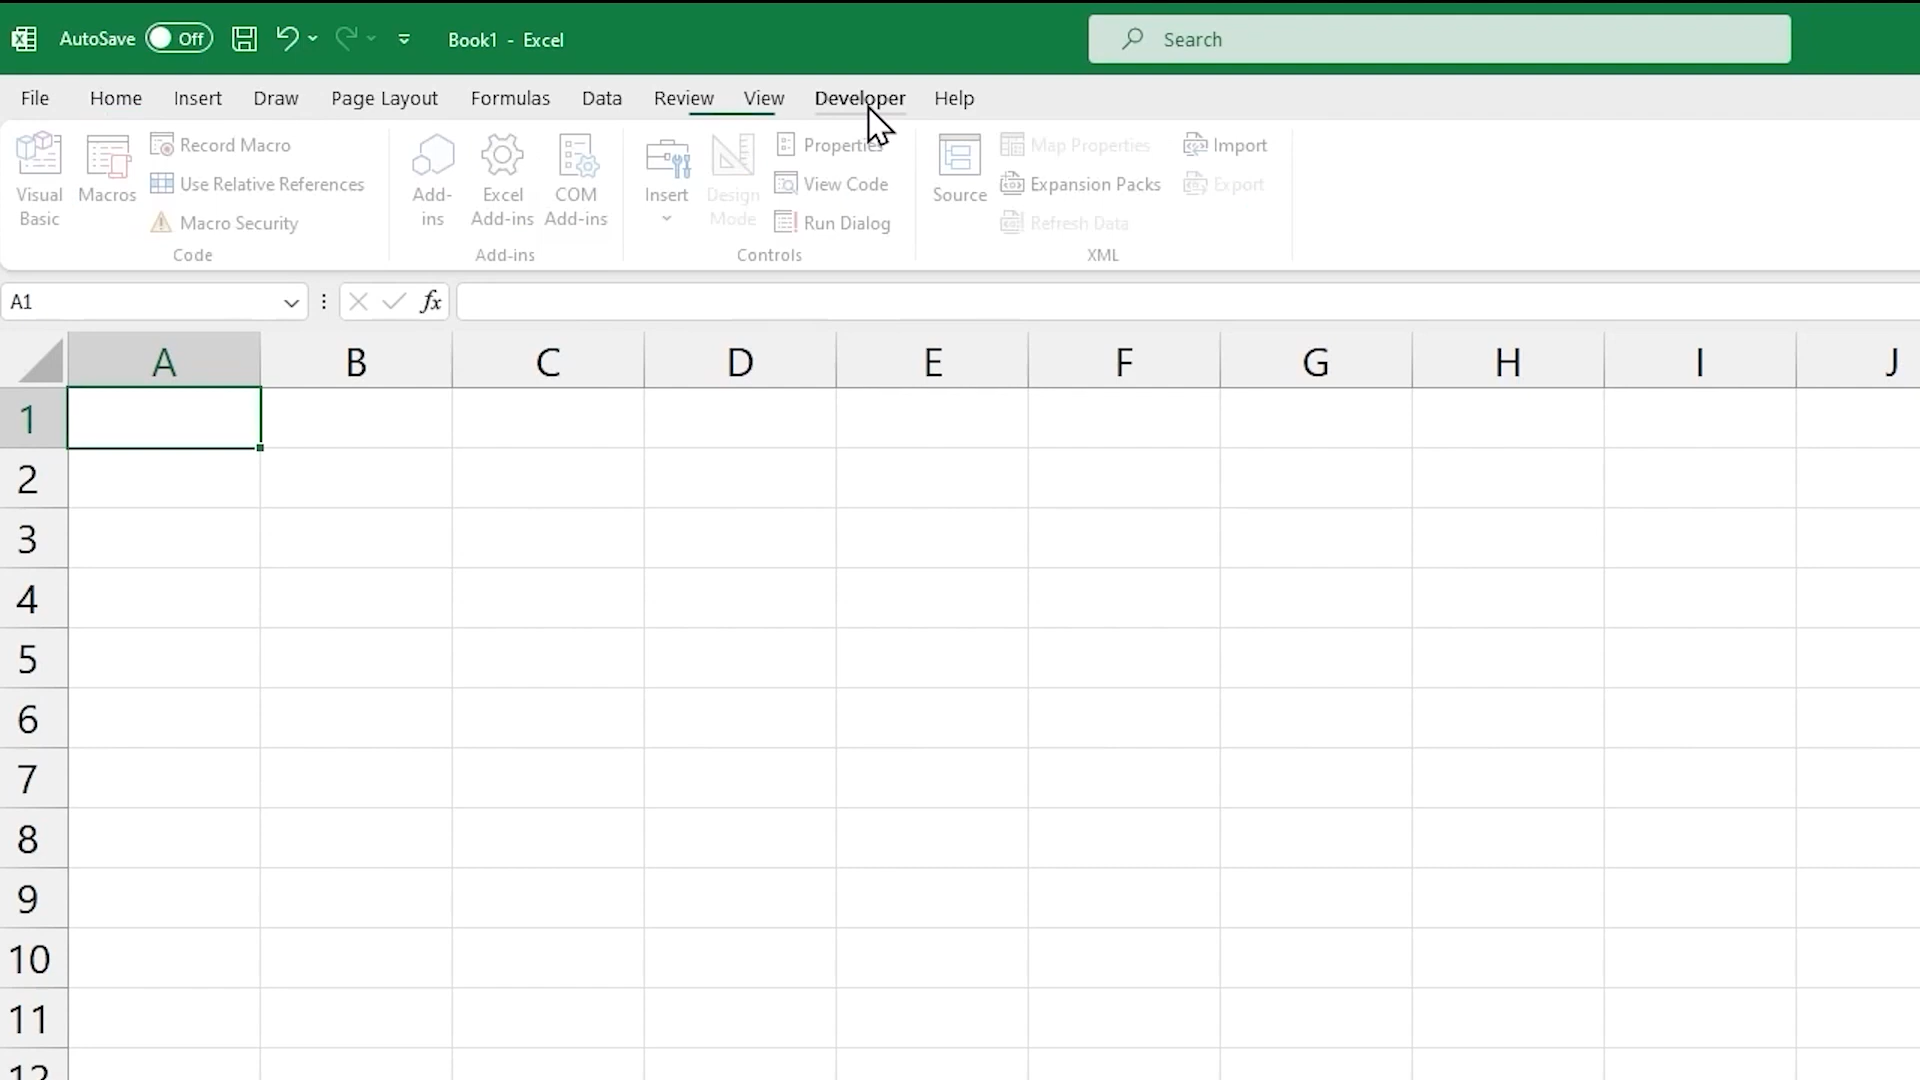 AutoSave Off Book1 - Excel Search
File Home Insert Draw Page Layout Formulas Data Review View Developer Help
Visual Basic
Macros
Record Macro
Use Relative References
Macro Security
Code
Add-ins
Excel Add-ins
COM Add-ins
Add-ins
Insert
Design Mode
Properties
View Code
Run Dialog
Controls
Source
Map Properties
Expansion Packs
Refresh Data
Import
Export
XML
A1 fx
A B C D E F G H I J
1
2
3
4
5
6
7
8
9
10
11
12